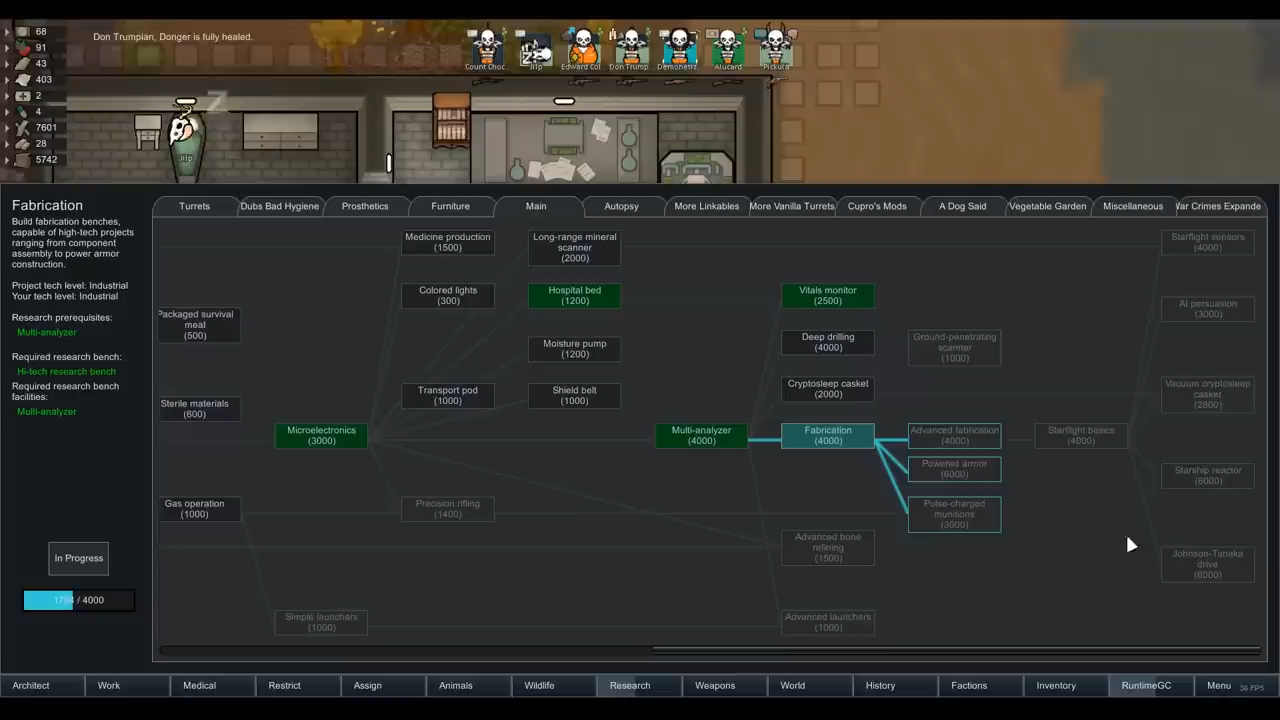 68
91
43
403
2
4
7601
28
5742
Don Trumpian, Donger is fully healed.
Count Choc..
Jilp
Edward Col
Don Trump
Demonetiz
Alucard
Pickula
Jilp
Fabrication
Build fabrication benches,
capable of high-tech projects
ranging from component
assembly to power armor
construction.
Project tech level: Industrial
Your tech level: Industrial
Research prerequisites:
Multi-analyzer
Required research bench:
Hi-tech research bench
Required research bench
facilities:
Multi-analyzer
In Progress
/ 4000
Turrets
Dubs Bad Hygiene
Prosthetics
Furniture
Main
Autopsy
More Linkables
More Vanilla Turrets
Cupro's Mods
A Dog Said
Vegetable Garden
Miscellaneous
War Crimes Expande
Packaged survival
meal
(500)
Sterile materials
(600)
Gas operation
(1000)
Microelectronics
(3000)
Simple launchers
(1000)
Medicine production
(1500)
Colored lights
(300)
Transport pod
(1000)
Precision rifling
(1400)
Long-range mineral
scanner
(2000)
Hospital bed
(1200)
Moisture pump
(1200)
Shield belt
(1000)
Multi-analyzer
(4000)
Vitals monitor
(2500)
Deep drilling
(4000)
Cryptosleep casket
(2000)
Fabrication
(4000)
Advanced bone
refining
(1500)
Advanced launchers
(1000)
Ground-penetrating
scanner
(1000)
Advanced fabrication
(4000)
Powered armor
(6000)
Pulse-charged
munitions
(3000)
Starflight basics
(4000)
Starflight sensors
(4000)
AI persuasion
(3000)
Vacuum cryptosleep
casket
(2800)
Starship reactor
(6000)
Johnson-Tanaka
drive
(6000)
Architect
Work
Medical
Restrict
Assign
Animals
Wildlife
Research
Weapons
World
History
Factions
Inventory
RuntimeGC
Menu
36 FPS